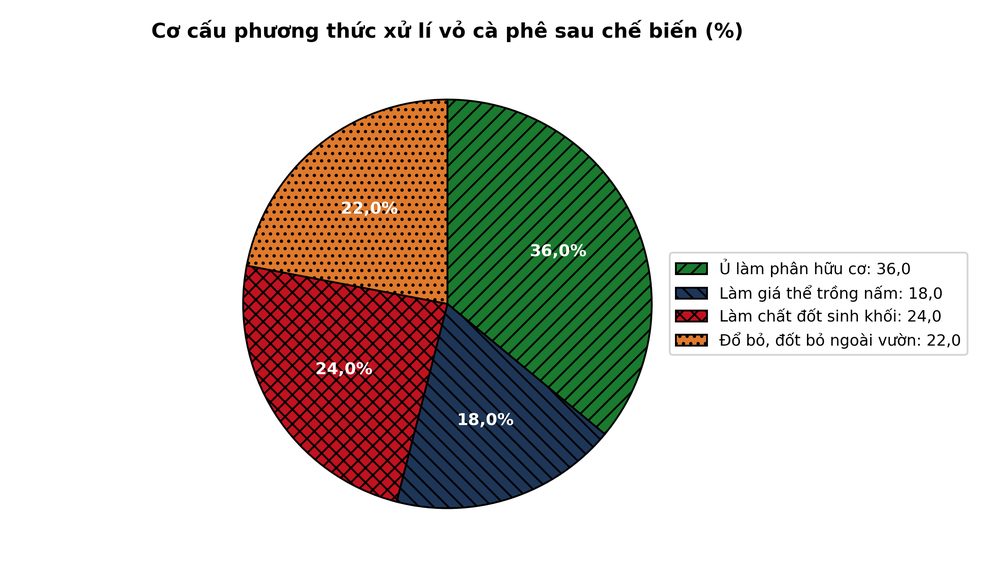 Cơ cấu phương thức xử lí vỏ cà phê sau chế biến (%)
22,0%
36,0%
24,0%
18,0%
Ủ làm phân hữu cơ: 36,0
Làm giá thể trồng nấm: 18,0
Làm chất đốt sinh khối: 24,0
Đổ bỏ, đốt bỏ ngoài vườn: 22,0